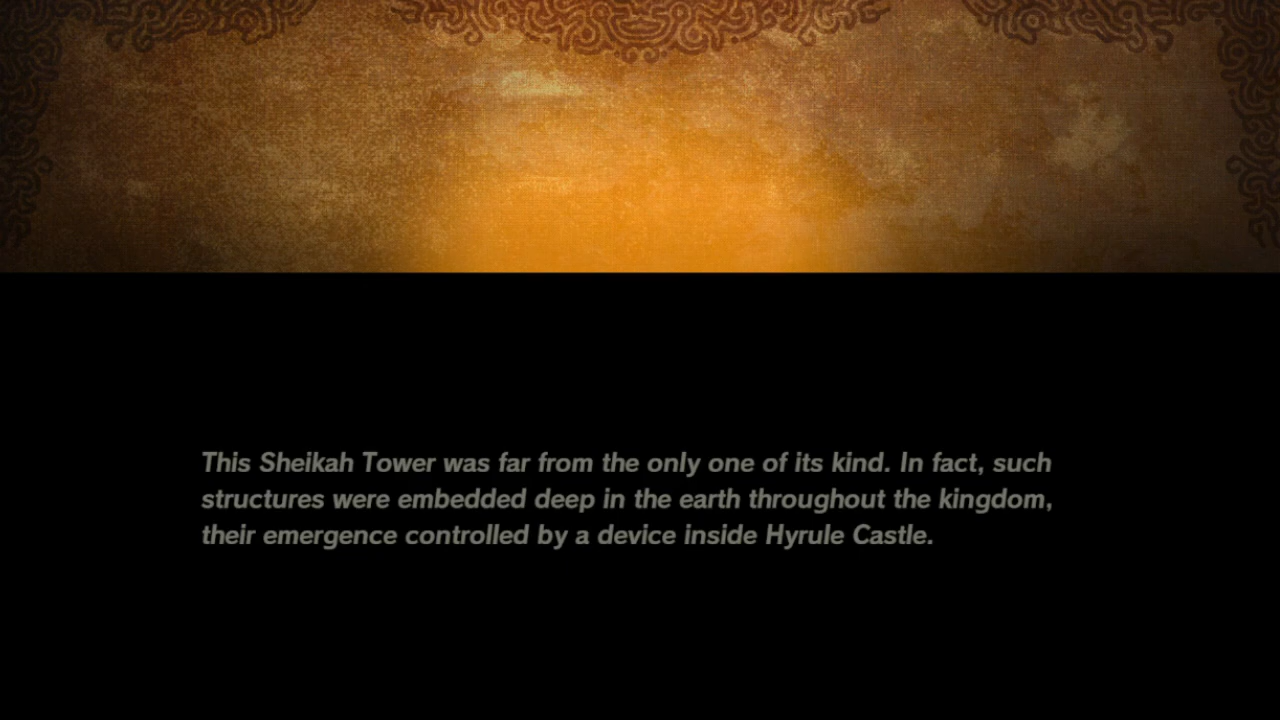 This Sheikah Tower was far from the only one of its kind. In fact, such
structures were embedded deep in the earth throughout the kingdom,
their emergence controlled by a device inside Hyrule Castle.